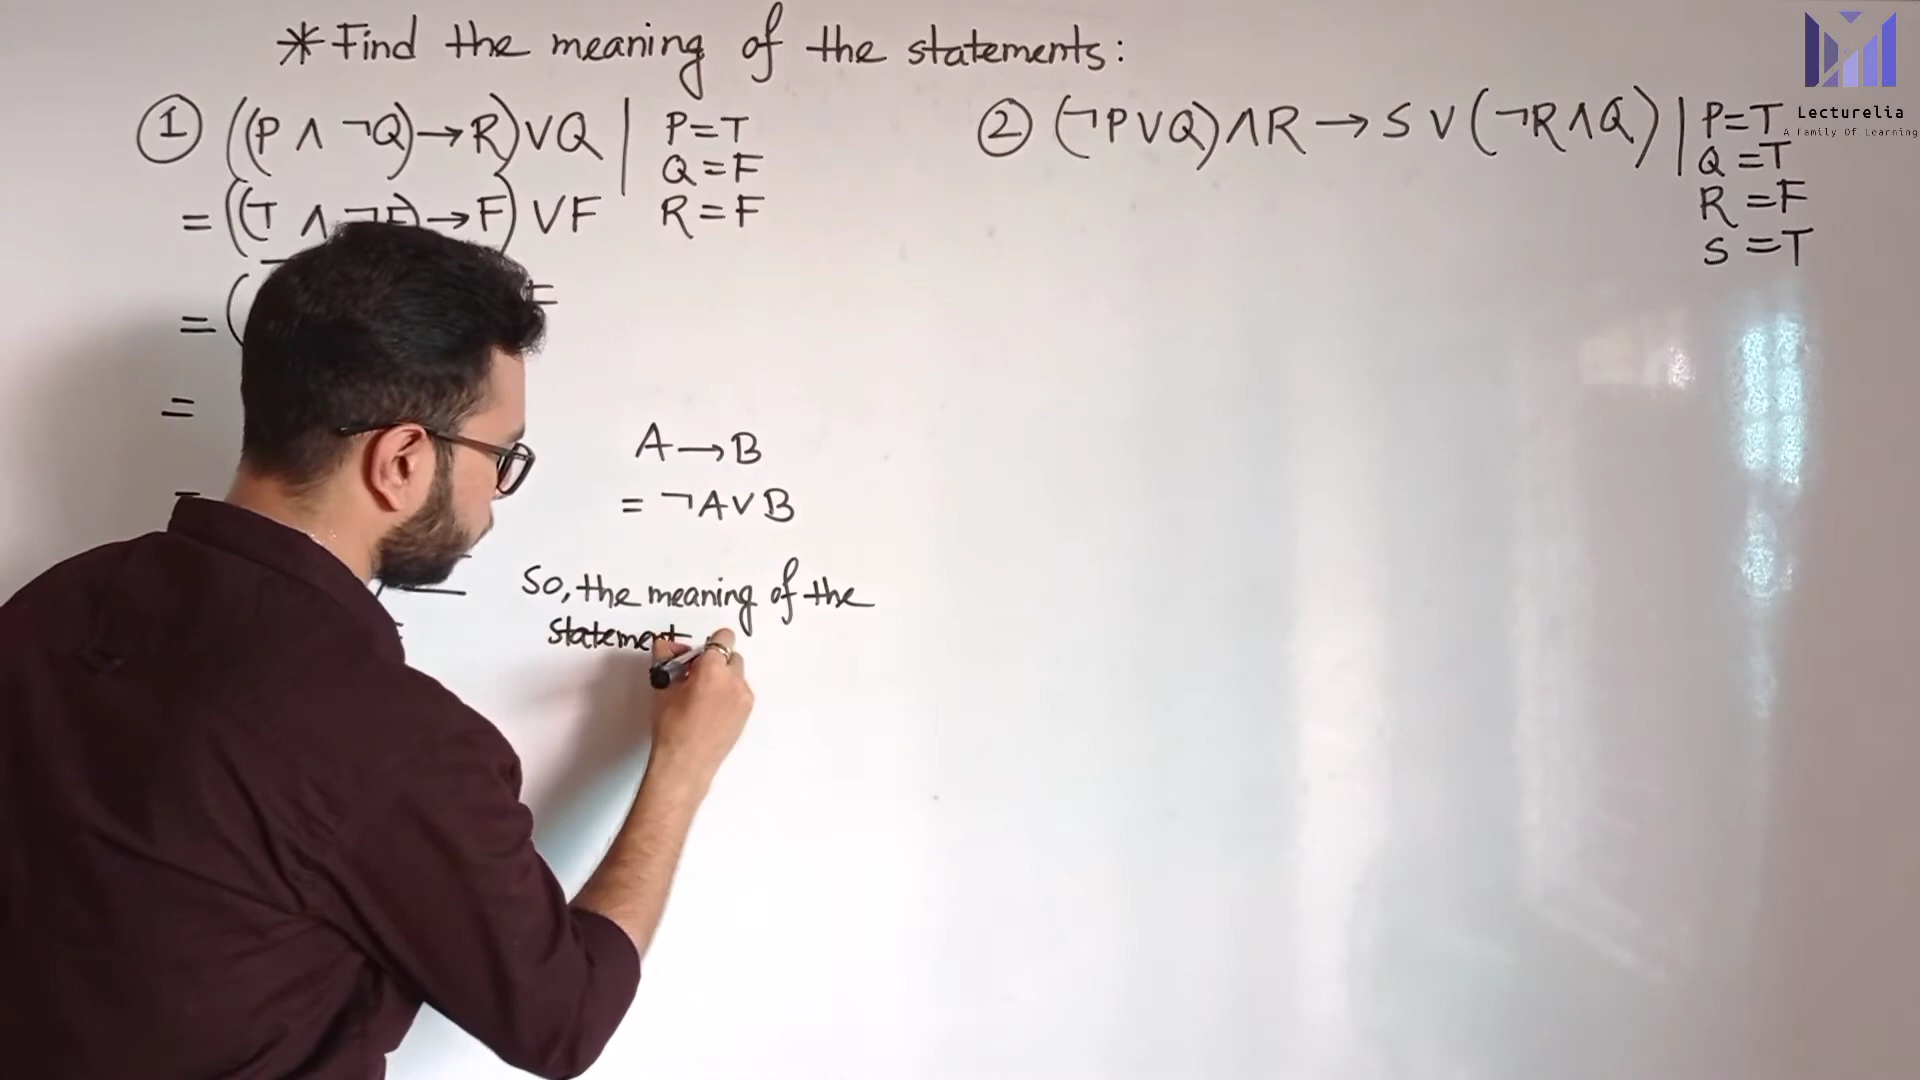 * Find the meaning of the statements:
① ((P ∧ ¬Q)→R)∨Q | P=T
Q=F
R=F
= ((T ∧ ¬F)→F) ∨F
= (
=
A→B
= ¬A∨B
So, the meaning of the
statement
② (¬P∨Q)∧R→S∨(¬R∧Q) | P=T
Q=T
R=F
S=T
Lecturelia
A Family Of Learning